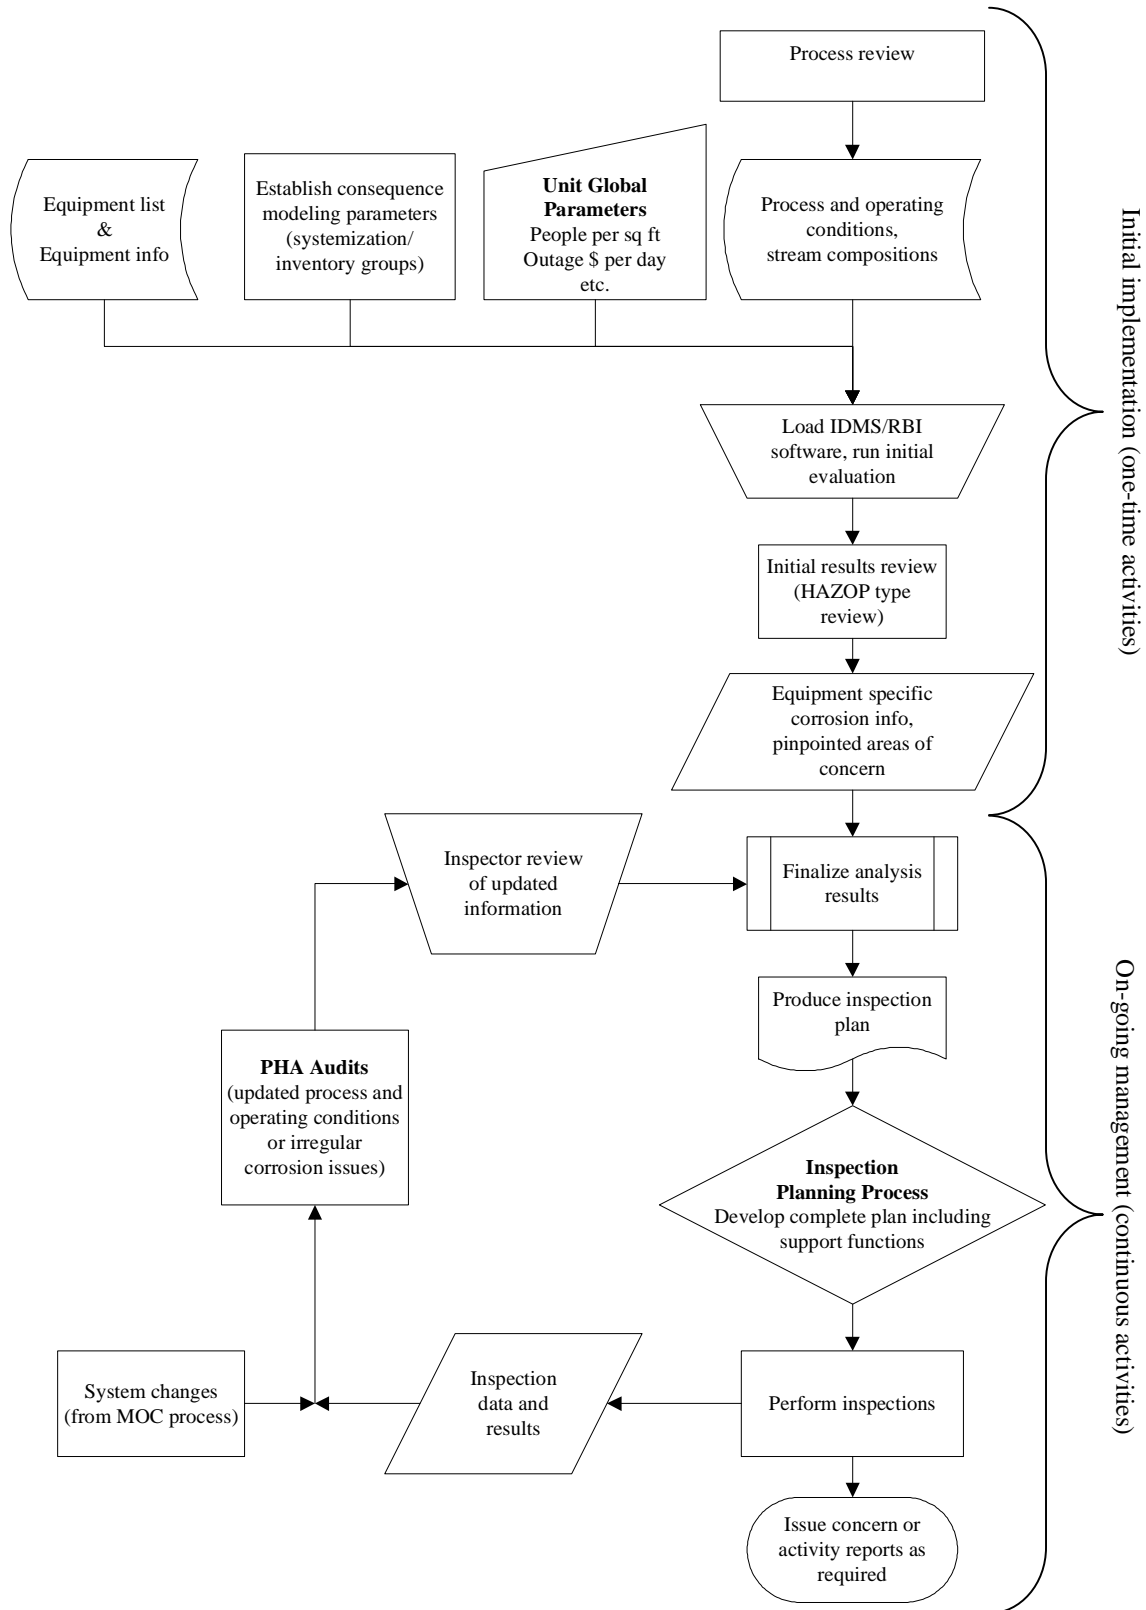 Process review
Equipment list
&
Equipment info
Establish consequence
modeling parameters
(systemization/
inventory groups)
Unit Global
Parameters
People per sq ft
Outage $ per day
etc.
Process and operating
conditions,
stream compositions
Load IDMS/RBI
software, run initial
evaluation
Initial results review
(HAZOP type
review)
Equipment specific
corrosion info,
pinpointed areas of
concern
Initial implementation (one-time activities)
Inspector review
of updated
information
Finalize analysis
results
Produce inspection
plan
PHA Audits
(updated process and
operating conditions
or irregular
corrosion issues)
Inspection
Planning Process
Develop complete plan including
support functions
System changes
(from MOC process)
Inspection
data and
results
Perform inspections
Issue concern or
activity reports as
required
On-going management (continuous activities)